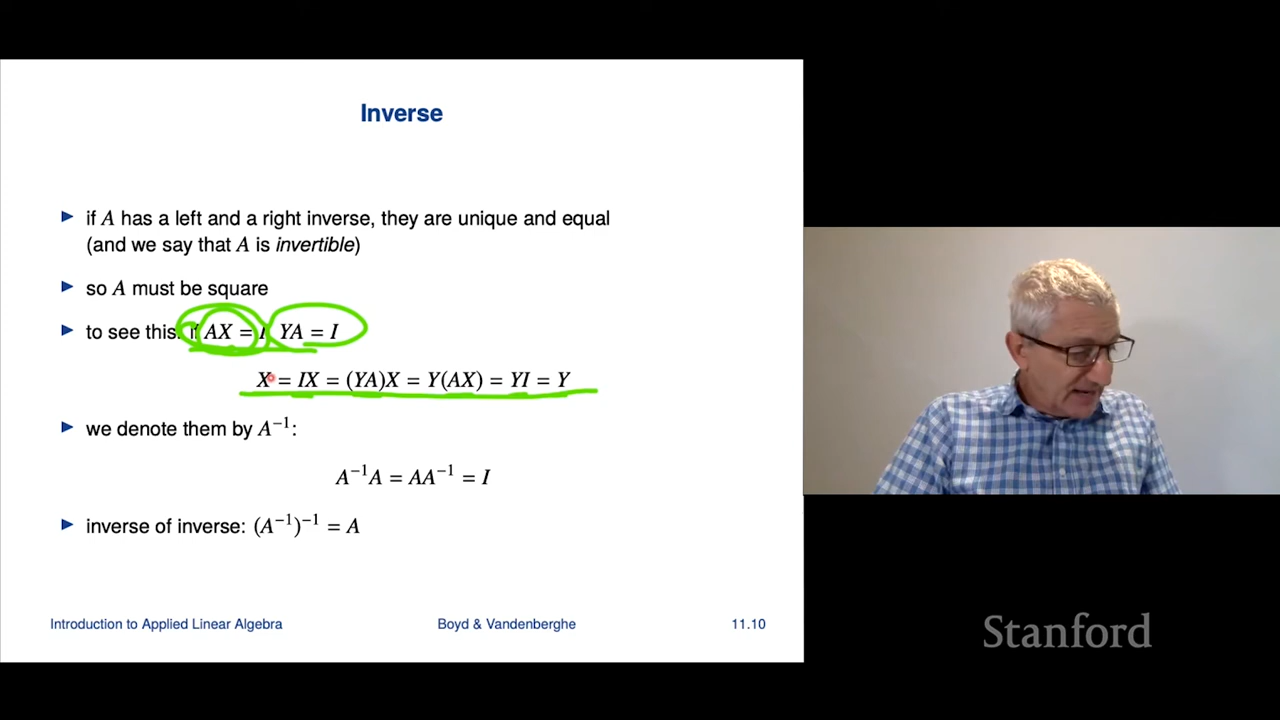 Inverse
▶ if A has a left and a right inverse, they are unique and equal
(and we say that A is invertible)
▶ so A must be square
▶ to see this: if AX = I, YA = I
X = IX = (YA)X = Y(AX) = YI = Y
▶ we denote them by A⁻¹:
A⁻¹A = AA⁻¹ = I
▶ inverse of inverse: (A⁻¹)⁻¹ = A
Introduction to Applied Linear Algebra Boyd & Vandenberghe 11.10
Stanford